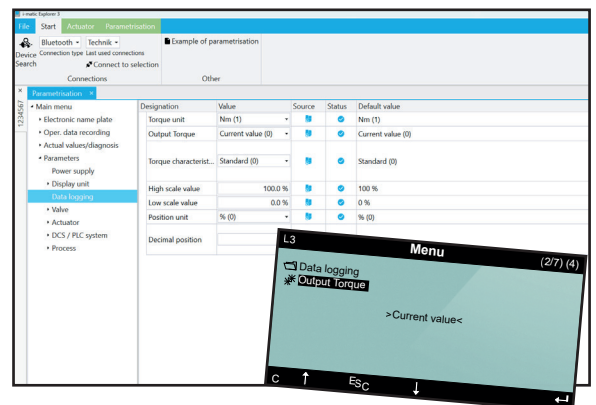 i-matic Explorer 3
File Start Actuator Parametrisation
Bluetooth Technik Example of parametrisation
Device Connection type Last used connections
Search Connect to selection
Connections Other
× Parametrisation ×
1234567
Main menu Designation Value Source Status Default value
Electronic name plate Torque unit Nm (1) Nm (1)
Oper. data recording Output Torque Current value (0) Current value (0)
Actual values/diagnosis
Parameters Torque characterist... Standard (0) Standard (0)
Power supply
Display unit High scale value 100.0 % 100 %
Data logging Low scale value 0.0 % 0 %
Valve Position unit % (0) % (0)
Actuator
DCS / PLC system Decimal position
Process
L3 Menu (2/7) (4)
Data logging
Output Torque
>Current value<
C ↑ ESC ↓ ↵